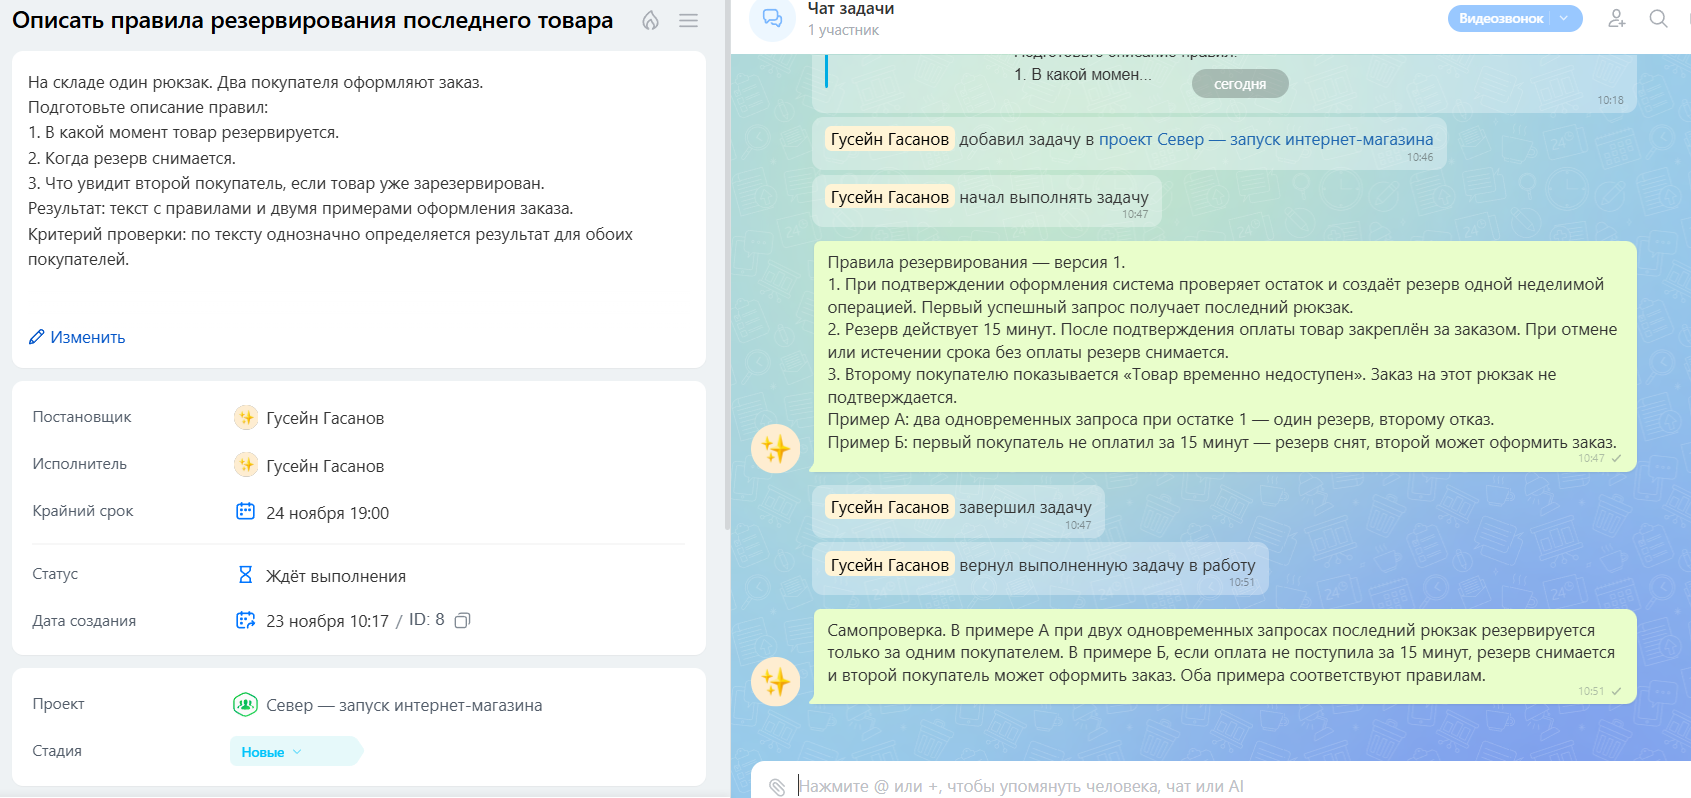 Описать правила резервирования последнего товара
На складе один рюкзак. Два покупателя оформляют заказ.
Подготовьте описание правил:
1. В какой момент товар резервируется.
2. Когда резерв снимается.
3. Что увидит второй покупатель, если товар уже зарезервирован.
Результат: текст с правилами и двумя примерами оформления заказа.
Критерий проверки: по тексту однозначно определяется результат для обоих
покупателей.
Изменить
Постановщик
Гусейн Гасанов
Исполнитель
Гусейн Гасанов
Крайний срок
24 ноября 19:00
Статус
Ждёт выполнения
Дата создания
23 ноября 10:17 / ID: 8
Проект
Север — запуск интернет-магазина
Стадия
Новые
Чат задачи
1 участник
Видеозвонок
Подготовьте описание правил:
1. В какой момен...
сегодня
10:18
Гусейн Гасанов добавил задачу в проект Север — запуск интернет-магазина
10:46
Гусейн Гасанов начал выполнять задачу
10:47
Правила резервирования — версия 1.
1. При подтверждении оформления система проверяет остаток и создаёт резерв одной неделимой
операцией. Первый успешный запрос получает последний рюкзак.
2. Резерв действует 15 минут. После подтверждения оплаты товар закреплён за заказом. При отмене
или истечении срока без оплаты резерв снимается.
3. Второму покупателю показывается «Товар временно недоступен». Заказ на этот рюкзак не
подтверждается.
Пример А: два одновременных запроса при остатке 1 — один резерв, второму отказ.
Пример Б: первый покупатель не оплатил за 15 минут — резерв снят, второй может оформить заказ.
10:47
Гусейн Гасанов завершил задачу
10:47
Гусейн Гасанов вернул выполненную задачу в работу
10:51
Самопроверка. В примере А при двух одновременных запросах последний рюкзак резервируется
только за одним покупателем. В примере Б, если оплата не поступила за 15 минут, резерв снимается
и второй покупатель может оформить заказ. Оба примера соответствуют правилам.
10:51
Нажмите @ или +, чтобы упомянуть человека, чат или AI